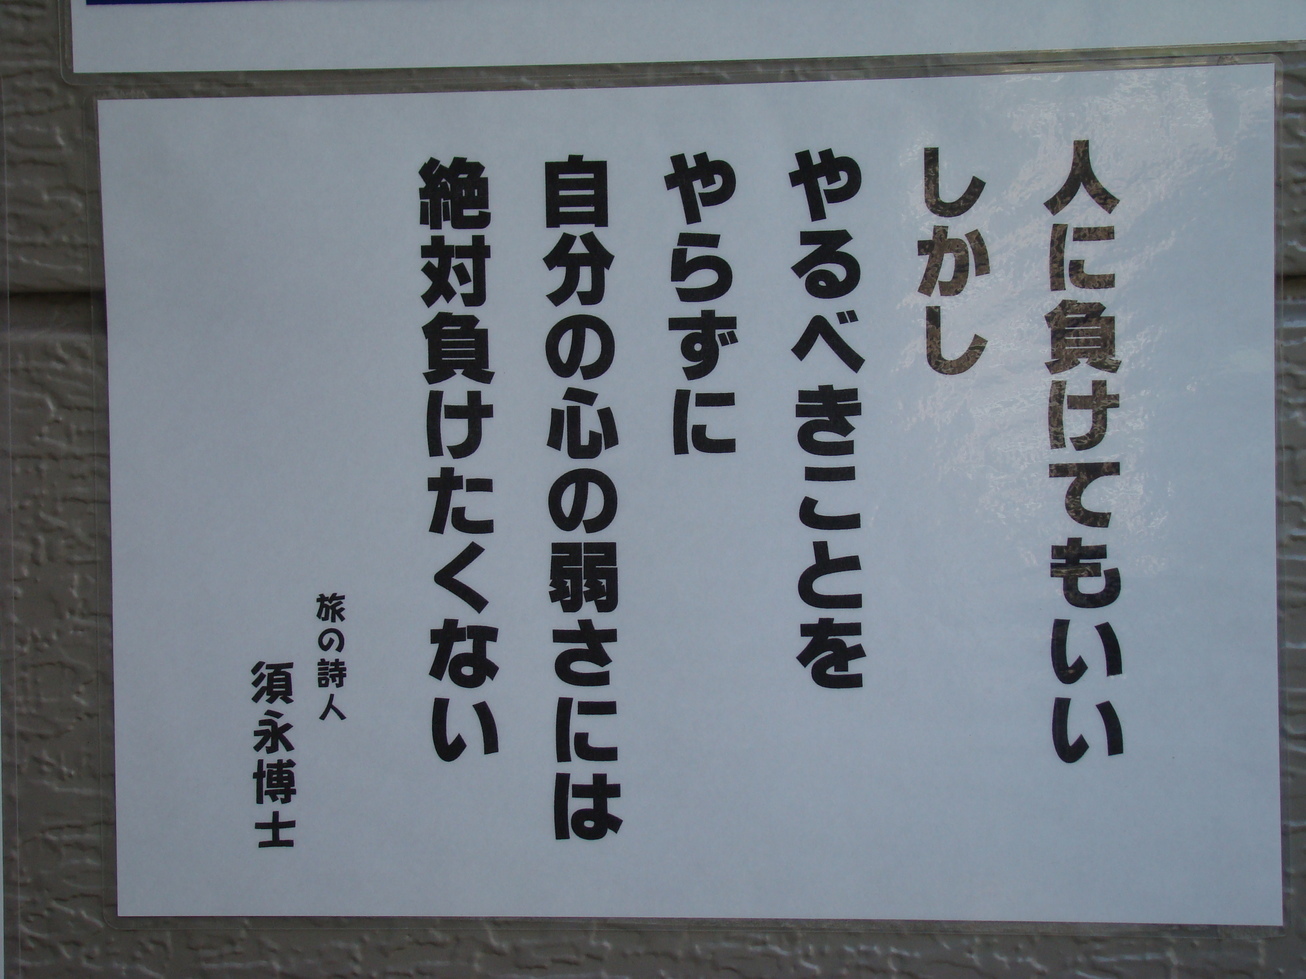 人に負けてもいい
しかし
やるべきことを
やらずに
自分の心の弱さには
絶対負けたくない
旅の詩人
須永博士